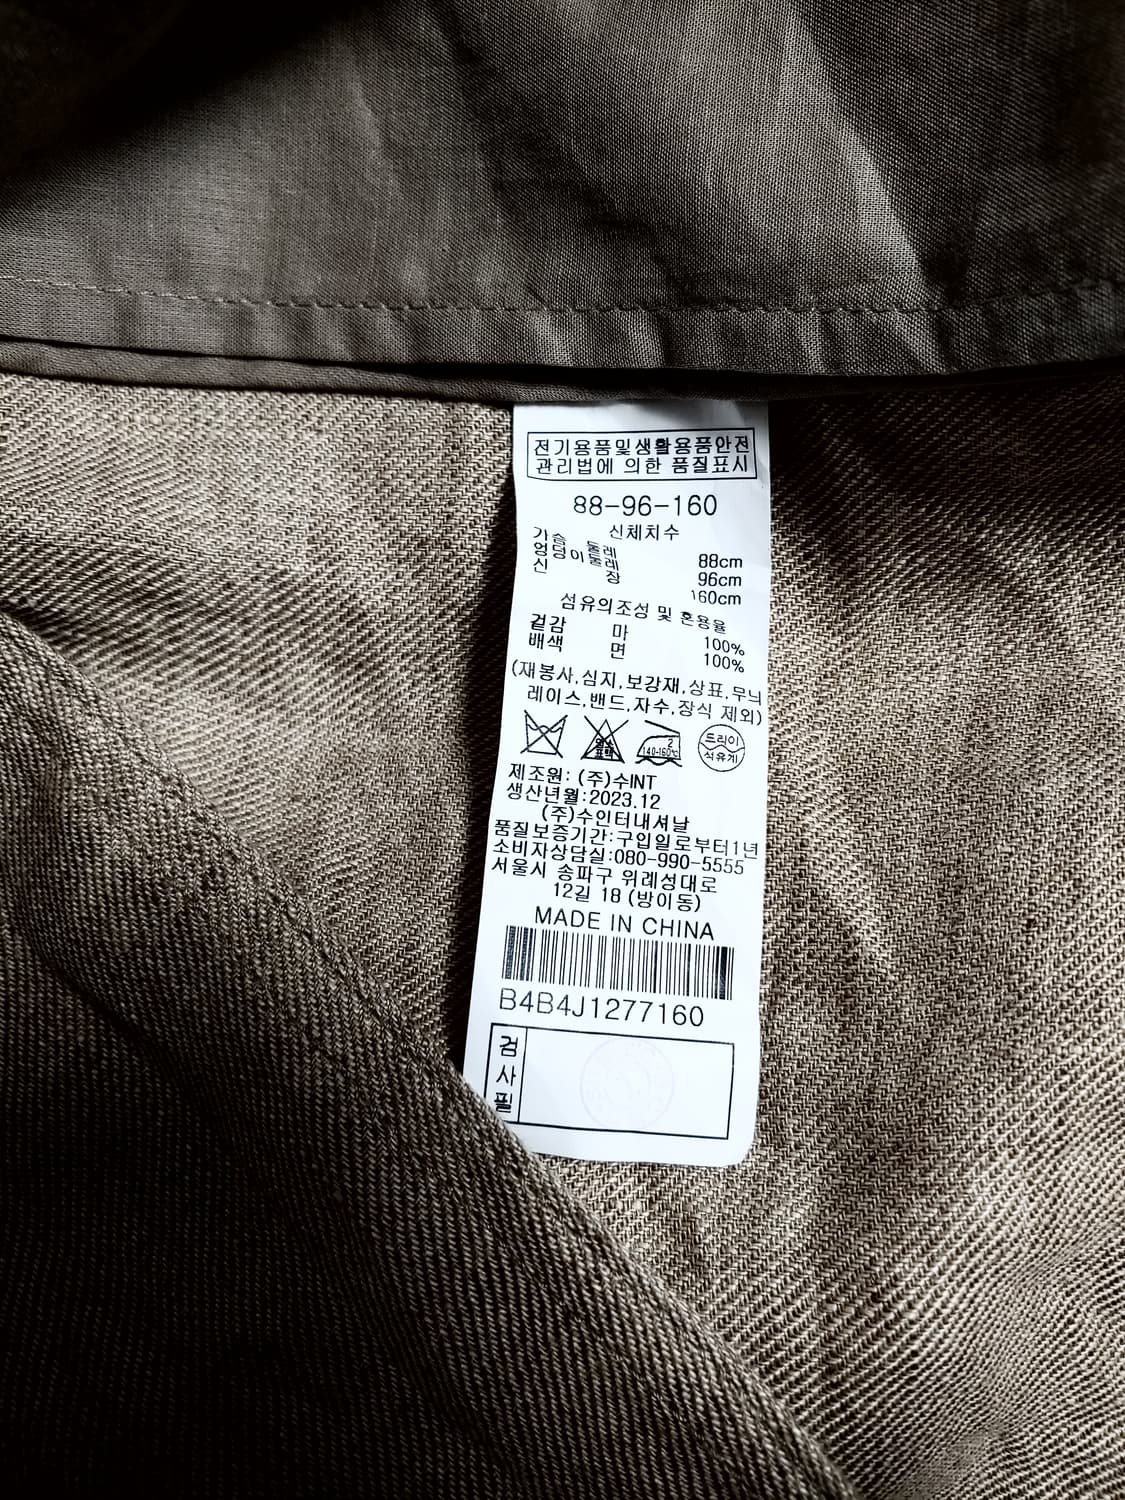 전기용품및생활용품안전
관리법에 의한 품질표시
88-96-160
신체치수
가슴 둘레 88cm
엉덩이둘레 96cm
신 장 160cm
섬유의조성 및 혼용율
겉감 마 100%
배색 면 100%
(재봉사,심지,보강재,상표,무늬
레이스,밴드,자수,장식 제외)
염소
표백
2
140-160℃
드라이
석유계
제조원: (주)수INT
생산년월:2023.12
(주)수인터내셔날
품질보증기간:구입일로부터1년
소비자상담실:080-990-5555
서울시 송파구 위례성대로
12길 18 (방이동)
MADE IN CHINA
B4B4J1277160
검
사
필